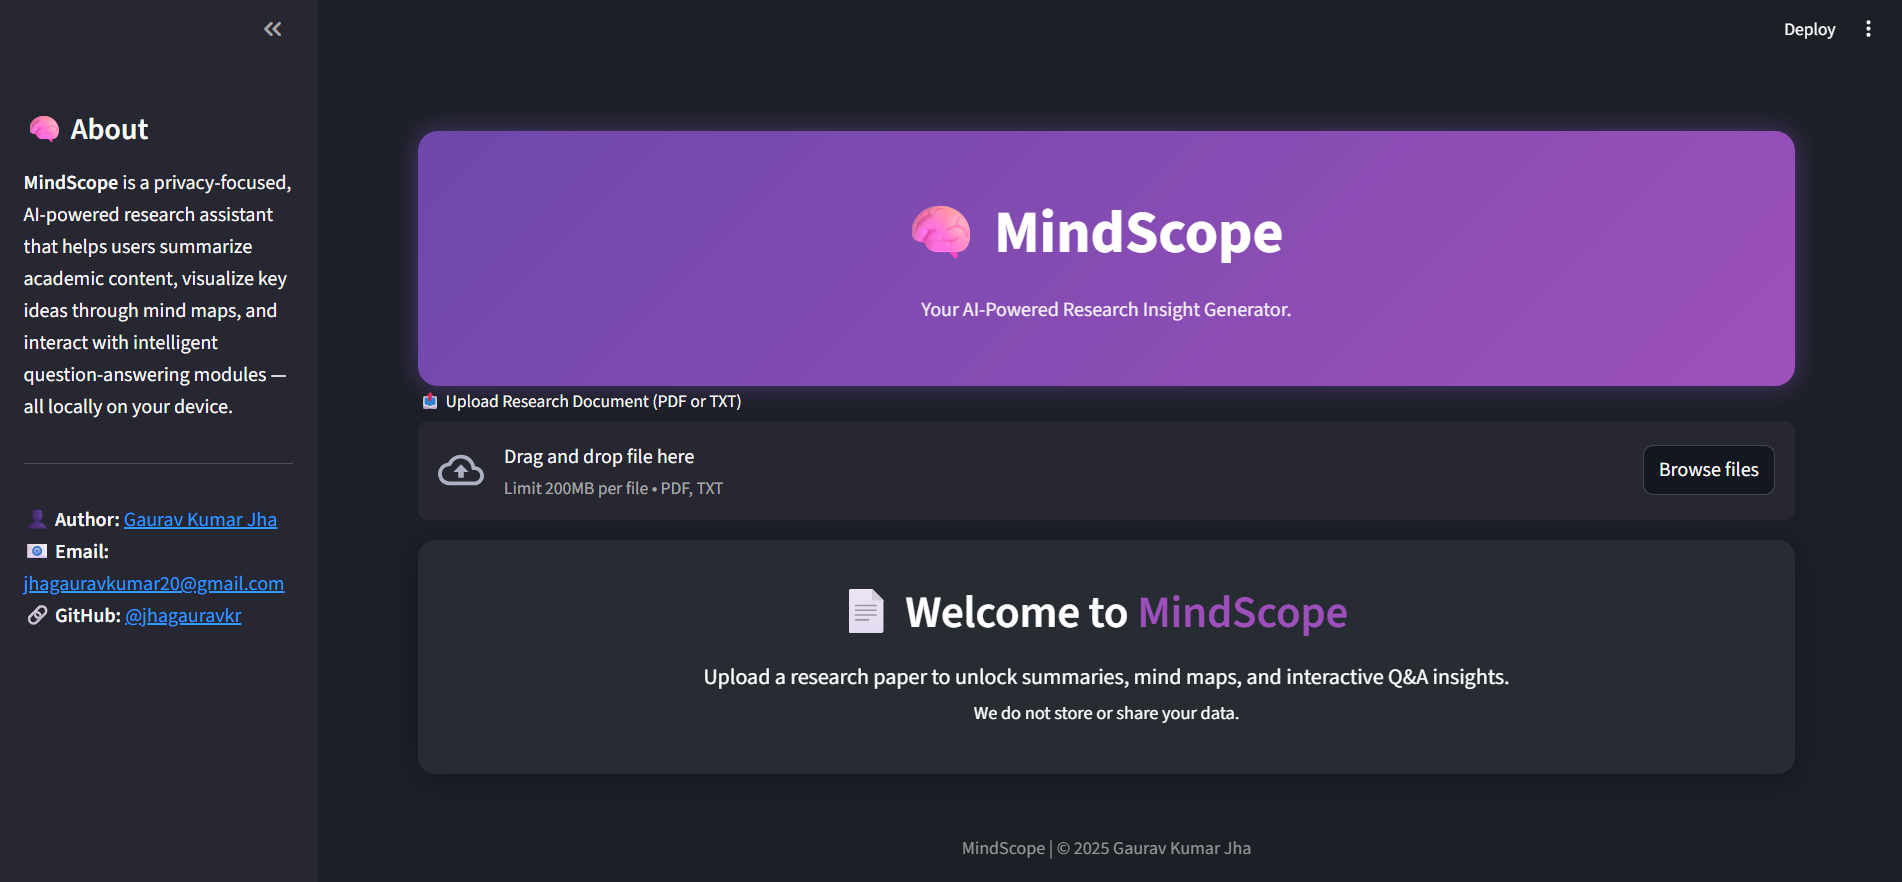 Deploy
About
MindScope is a privacy-focused,
AI-powered research assistant
that helps users summarize
academic content, visualize key
ideas through mind maps, and
interact with intelligent
question-answering modules —
all locally on your device.
Author: Gaurav Kumar Jha
Email:
jhagauravkumar20@gmail.com
GitHub: @jhagauravkr
MindScope
Your AI-Powered Research Insight Generator.
Upload Research Document (PDF or TXT)
Drag and drop file here
Limit 200MB per file • PDF, TXT
Browse files
Welcome to MindScope
Upload a research paper to unlock summaries, mind maps, and interactive Q&A insights.
We do not store or share your data.
MindScope | © 2025 Gaurav Kumar Jha